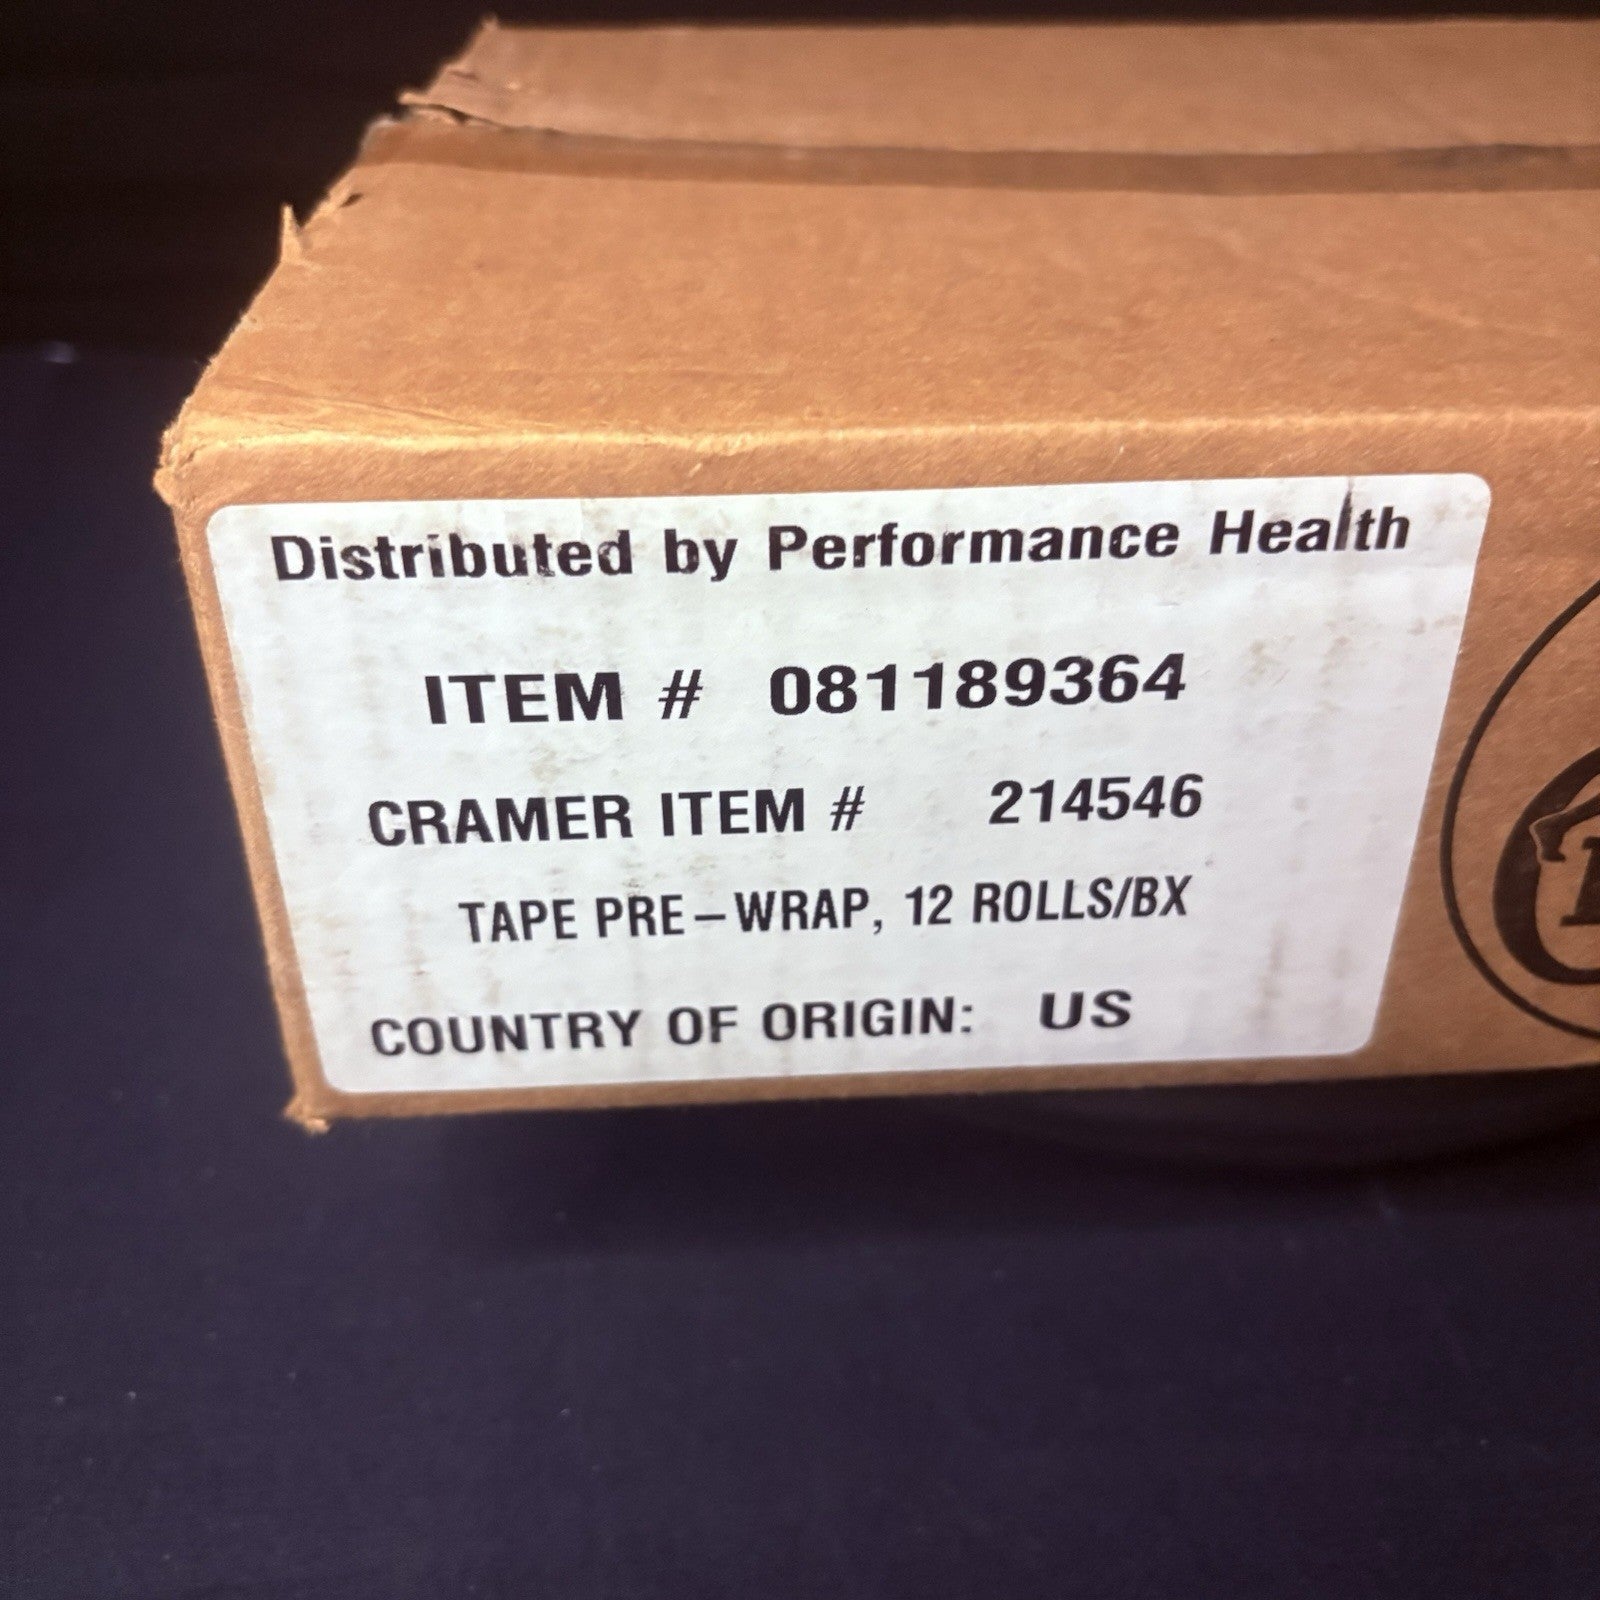 Distributed by Performance Health
ITEM # 081189364
CRAMER ITEM # 214546
TAPE PRE-WRAP, 12 ROLLS/BX
COUNTRY OF ORIGIN: US